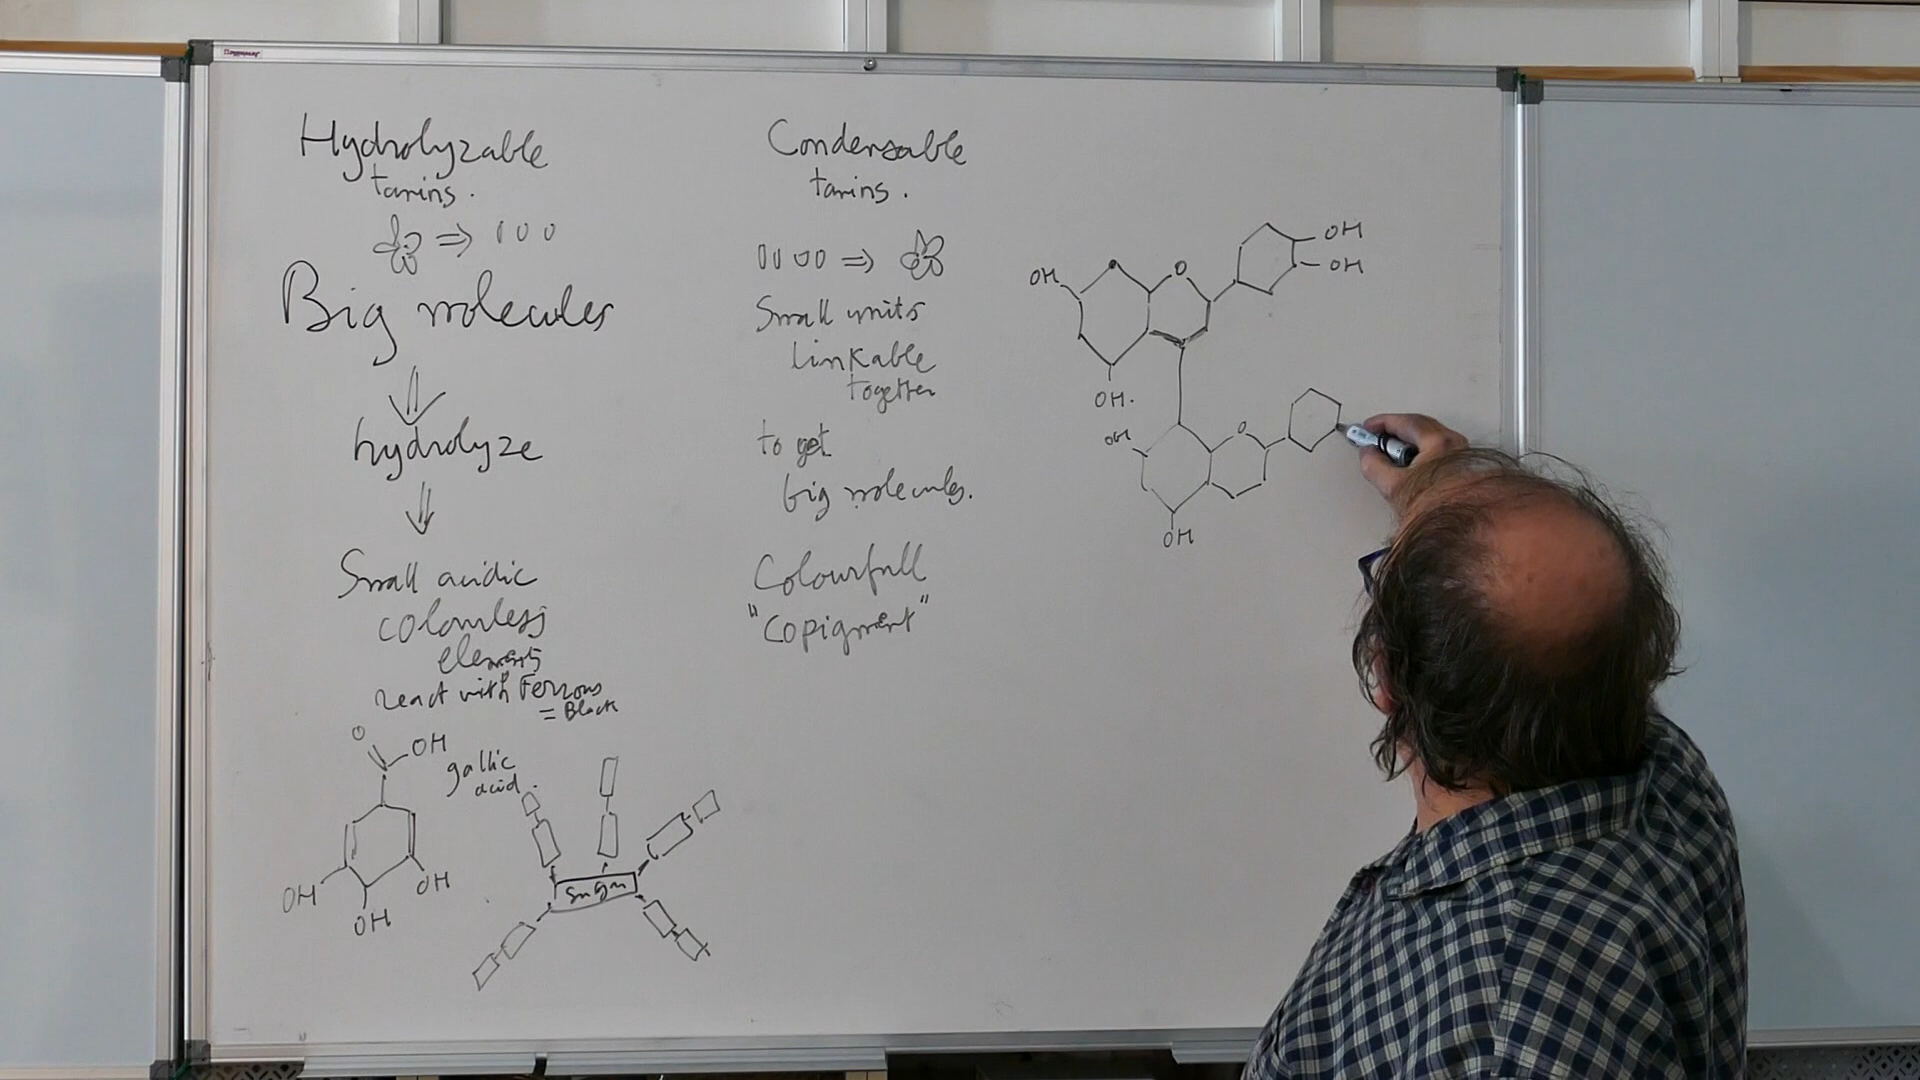 Hydrolyzable
tanins.
Big molecules
hydrolyze
Small acidic
colourless
elements
react with Ferrous
= Black
O
OH
gallic
acid.
OH
OH
OH
Sugar
Condensable
tanins.
Small units
linkable
together
to get
big molecules.
Colourfull
"Copigment"
OH
OH
OH
O
OH.
OH
O
OH